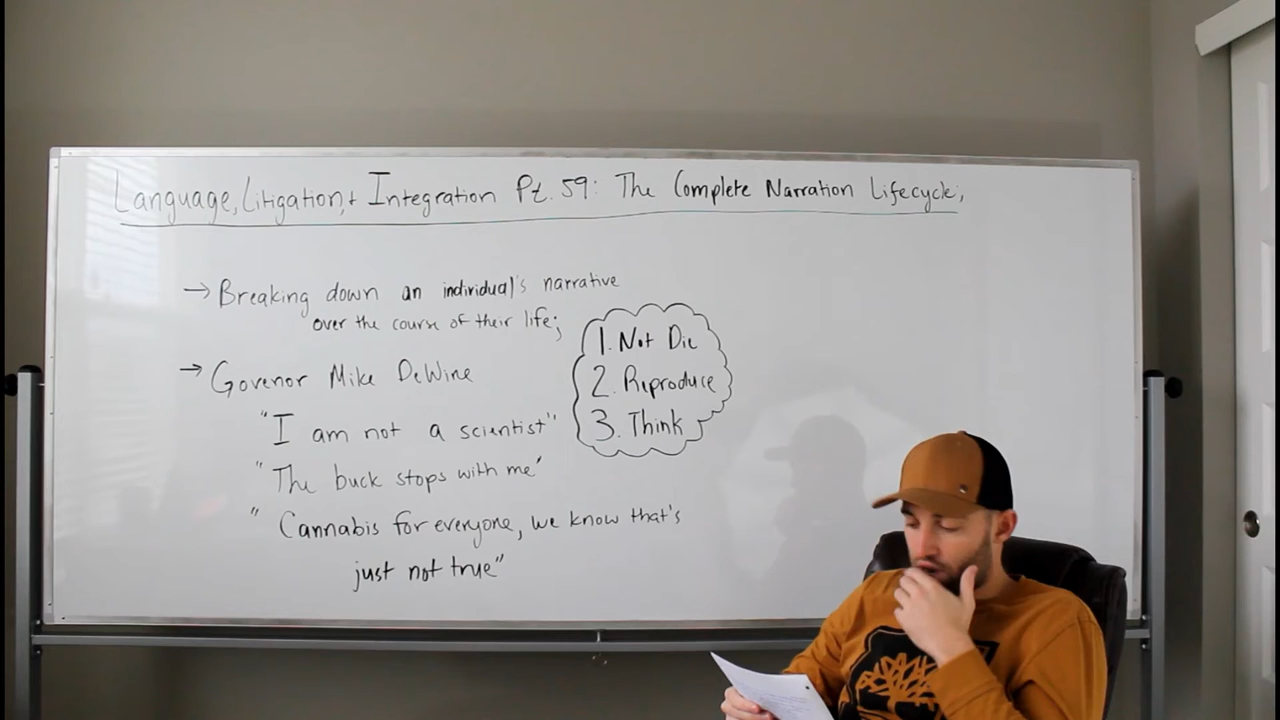 Language, Litigation, + Integration Pt. 59: The Complete Narration Lifecycle;
→ Breaking down an individual's narrative
over the course of their life;
→ Govenor Mike DeWine
"I am not a scientist"
"The buck stops with me"
"Cannabis for everyone, we know that's
just not true"
1. Not Die
2. Reproduce
3. Think